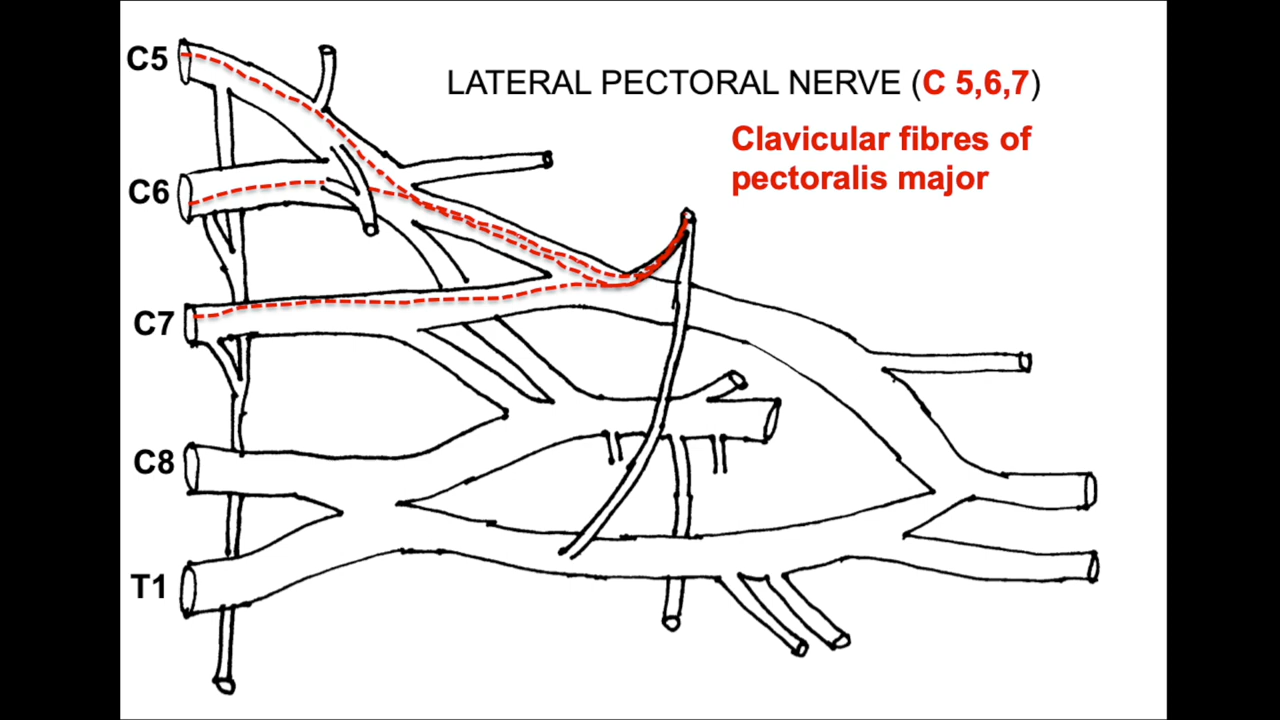 C5
LATERAL PECTORAL NERVE (C 5,6,7)
Clavicular fibres of
pectoralis major
C6
C7
C8
T1